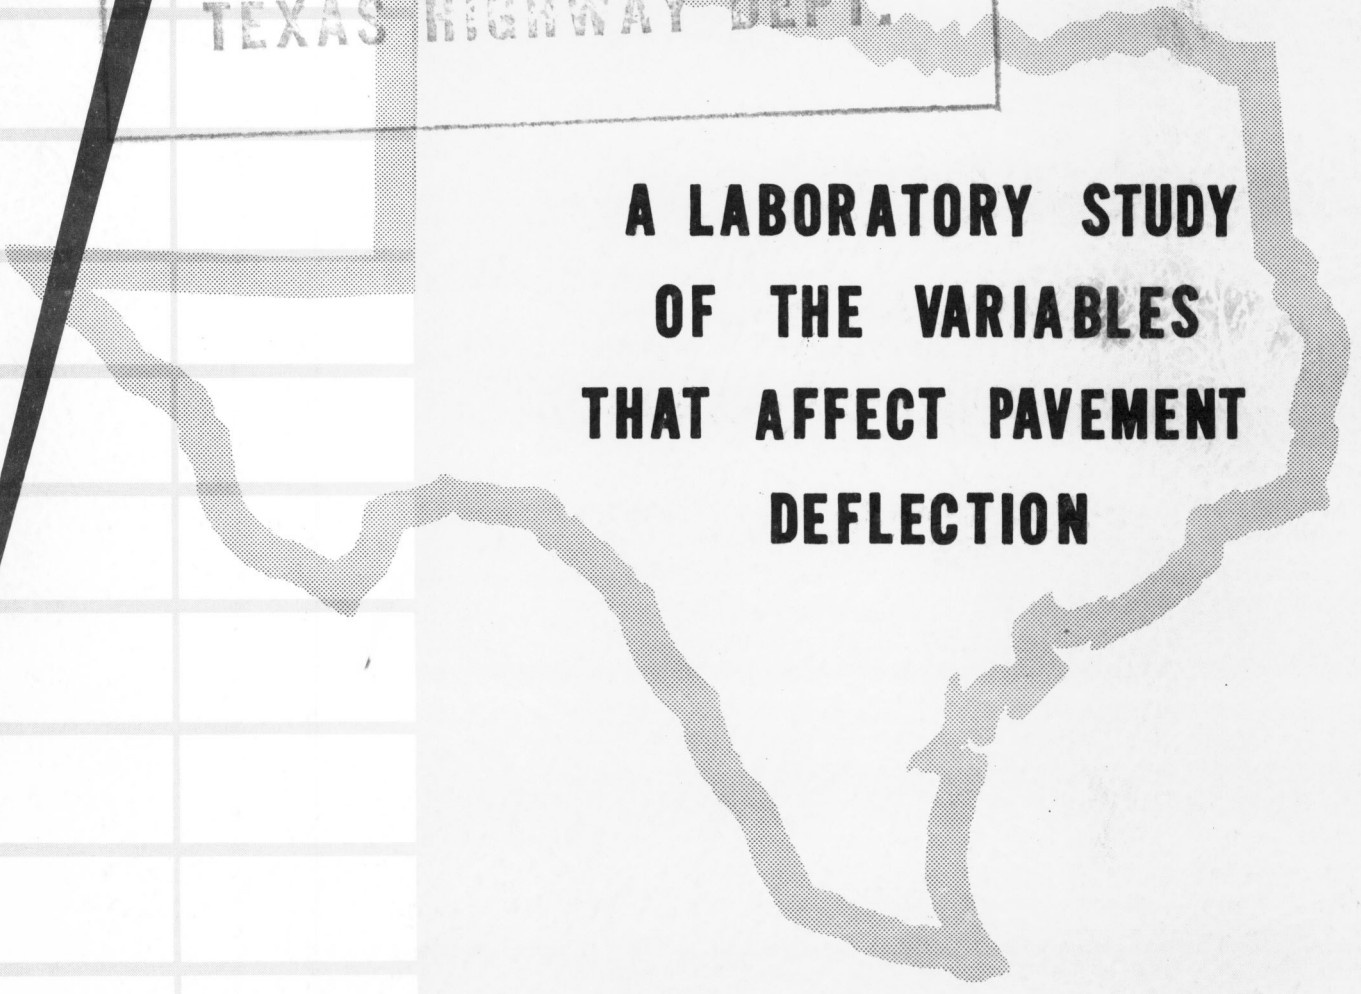 TEXAS HIGHWAY DEPT.
A LABORATORY STUDY
OF THE VARIABLES
THAT AFFECT PAVEMENT
DEFLECTION